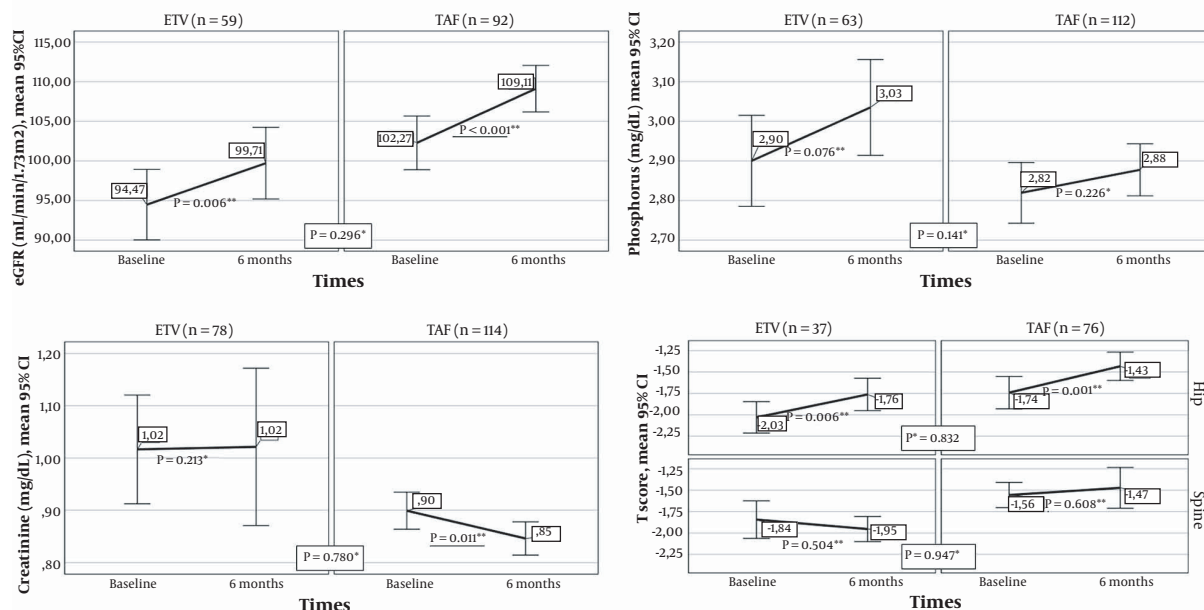 ETV (n = 59)
TAF (n = 92)
eGFR (mL/min/1.73m2), mean 95%CI
115,00
110,00
105,00
100,00
95,00
90,00
94,47
99,71
P = 0.006**
102,27
109,11
P < 0.001**
P = 0.296*
Baseline
6 months
Baseline
6 months
Times
ETV (n = 63)
TAF (n = 112)
Phosphorus (mg/dL) mean 95% CI
3,20
3,10
3,00
2,90
2,80
2,70
2,90
3,03
P = 0.076**
2,82
2,88
P = 0.226*
P = 0.141*
Baseline
6 months
Baseline
6 months
Times
ETV (n = 78)
TAF (n = 114)
Creatinine (mg/dL), mean 95% CI
1,20
1,10
1,00
,90
,80
1,02
1,02
P = 0.213*
,90
,85
P = 0.011**
P = 0.780*
Baseline
6 months
Baseline
6 months
Times
ETV (n = 37)
TAF (n = 76)
T score, mean 95% CI
-1,25
-1,50
-1,75
-2,00
-2,25
-2,03
-1,76
P = 0.006**
-1,74
-1,43
P = 0.001**
Hip
P* = 0.832
-1,25
-1,50
-1,75
-2,00
-2,25
-1,84
-1,95
P = 0.504**
-1,56
-1,47
P = 0.608**
Spine
P = 0.947*
Baseline
6 months
Baseline
6 months
Times